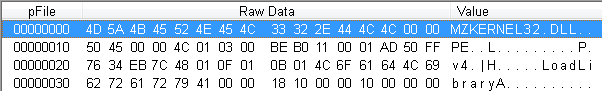 pFile Raw Data Value
00000000 4D 5A 4B 45 52 4E 45 4C 33 32 2E 44 4C 4C 00 00 MZKERNEL32.DLL..
00000010 50 45 00 00 4C 01 03 00 BE B0 11 00 01 AD 50 FF PE..L.........P.
00000020 76 34 EB 7C 48 01 0F 01 0B 01 4C 6F 61 64 4C 69 v4.|H.....LoadLi
00000030 62 72 61 72 79 41 00 00 18 10 00 00 10 00 00 00 braryA..........